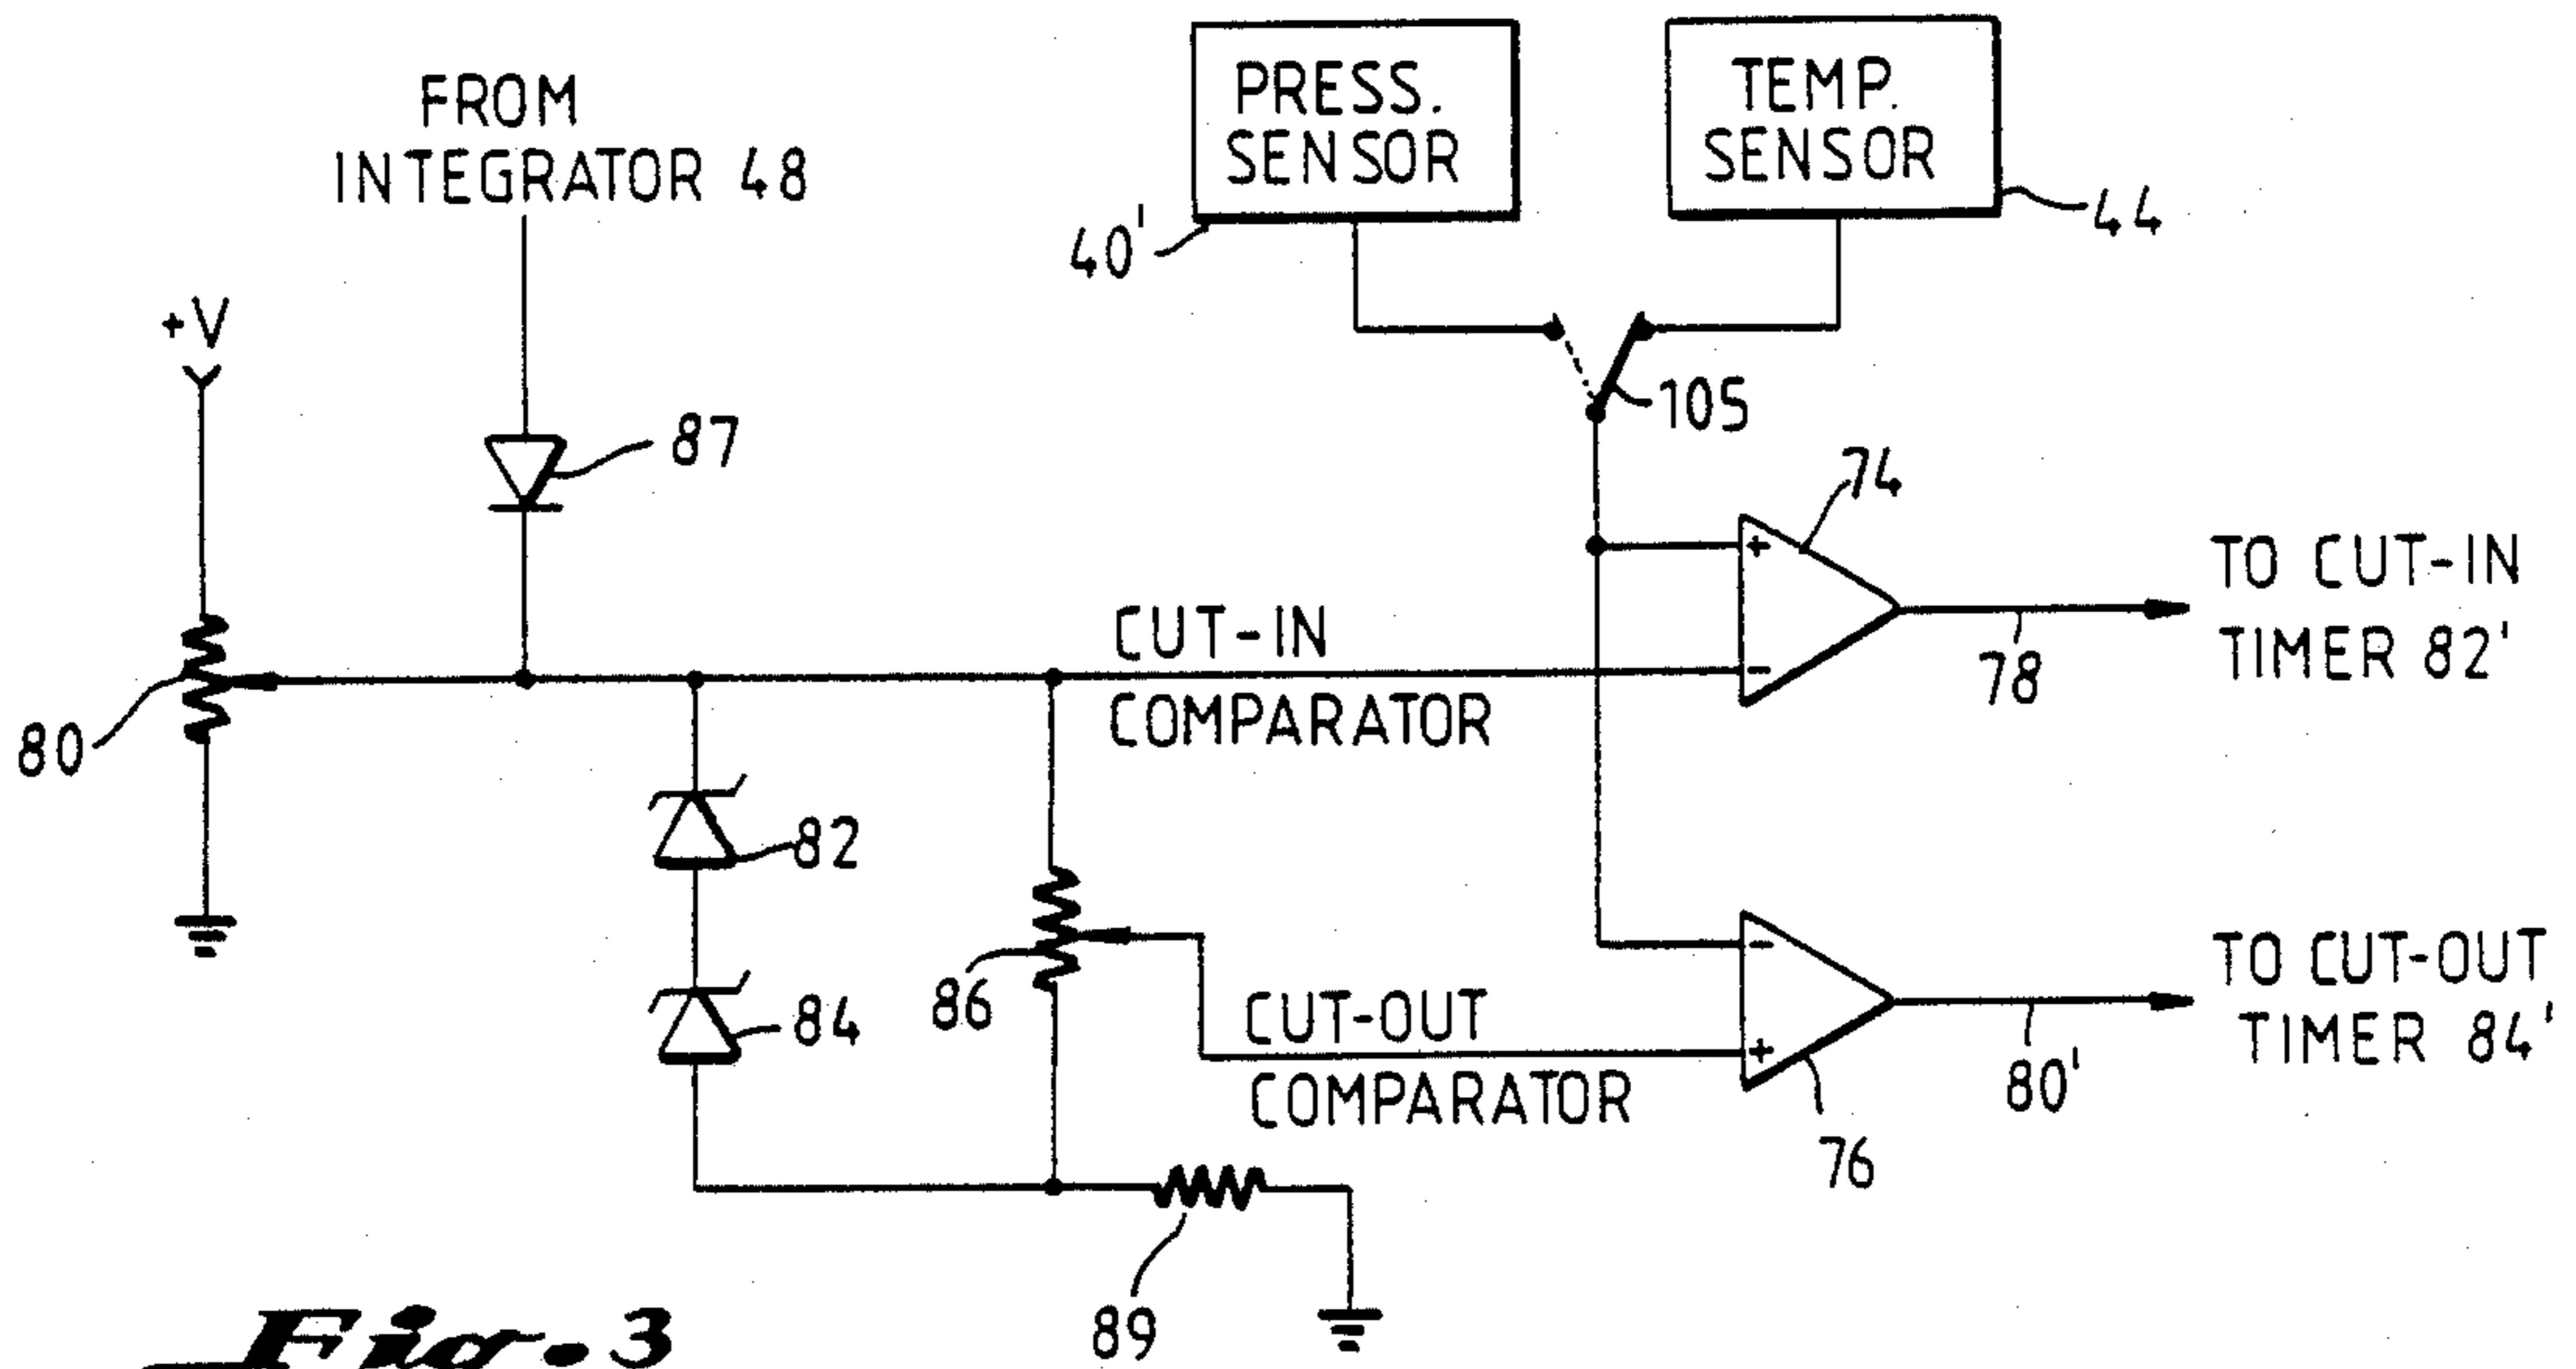 FROM
INTEGRATOR 48
PRESS.
SENSOR
TEMP.
SENSOR
40'
44
+V
87
105
74
TO CUT-IN
TIMER 82'
78
CUT-IN
COMPARATOR
80
82
84
86
CUT-OUT
COMPARATOR
TO CUT-OUT
TIMER 84'
80'
76
89
+
-
-
+
Fig. 3